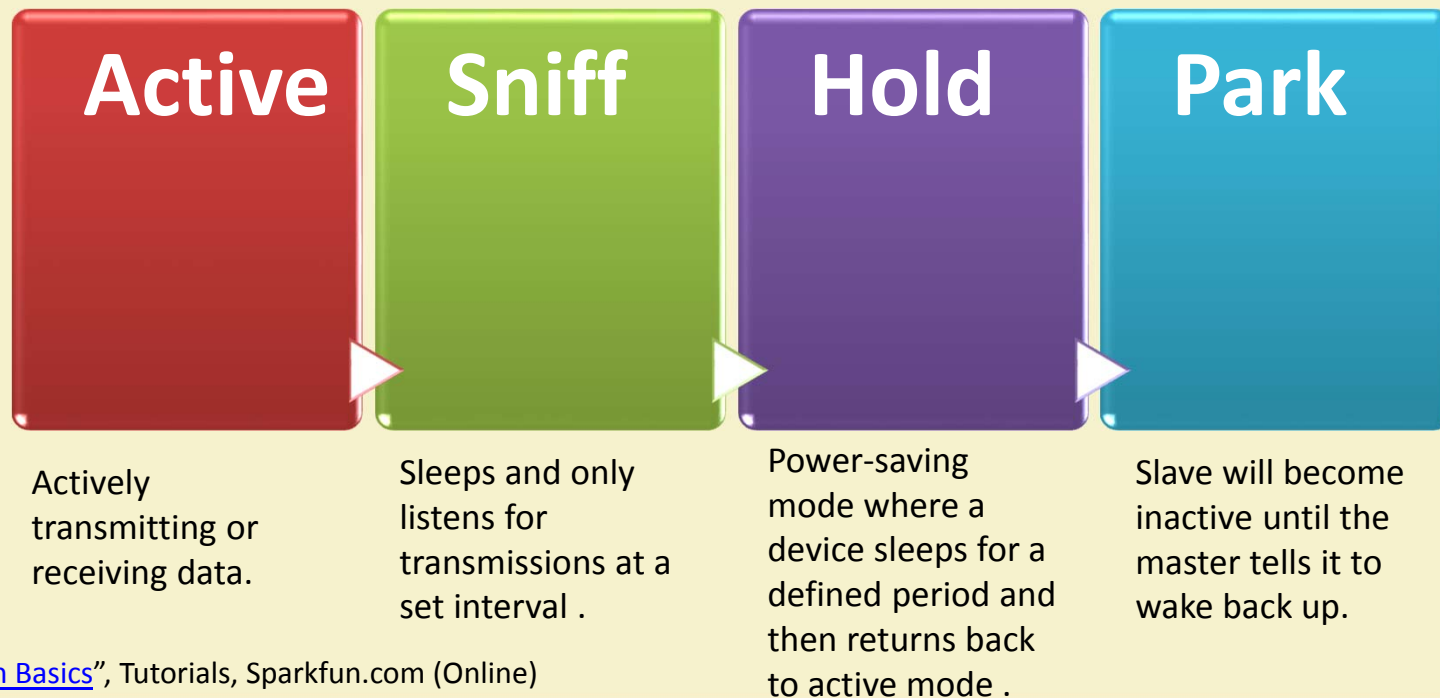 Active
Sniff
Hold
Park
Actively
transmitting or
receiving data.
Sleeps and only
listens for
transmissions at a
set interval .
Power-saving
mode where a
device sleeps for a
defined period and
then returns back
to active mode .
Slave will become
inactive until the
master tells it to
wake back up.
Basics”, Tutorials, Sparkfun.com (Online)